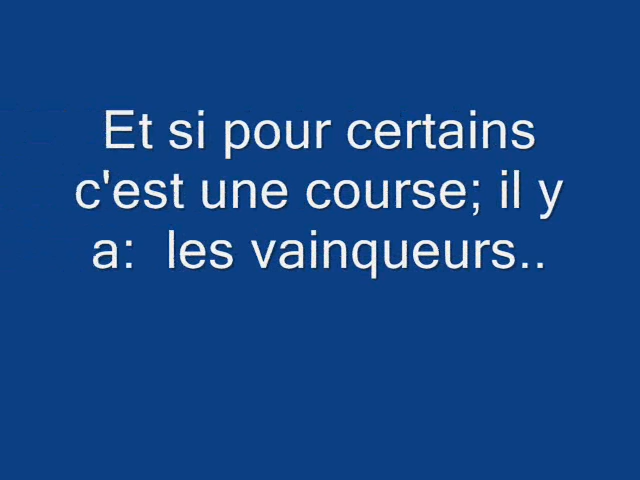 Et si pour certains
c'est une course; il y
a:  les vainqueurs..